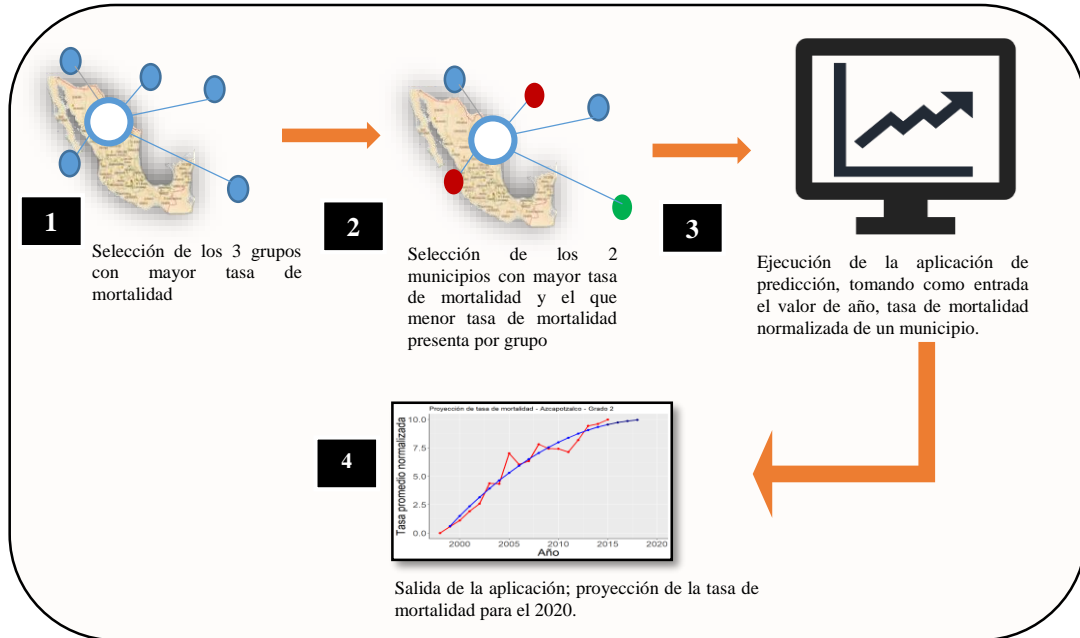 1
Selección de los 3 grupos
con mayor tasa de
mortalidad
2
Selección de los 2
municipios con mayor tasa
de mortalidad y el que
menor tasa de mortalidad
presenta por grupo
3
Ejecución de la aplicación de
predicción, tomando como entrada
el valor de año, tasa de mortalidad
normalizada de un municipio.
4
Proyección de tasa de mortalidad - Azcapotzalco - Grado 2
Tasa promedio normalizada
10.0
7.5
5.0
2.5
0.0
2000 2005 2010 2015 2020
Año
Salida de la aplicación; proyección de la tasa de
mortalidad para el 2020.